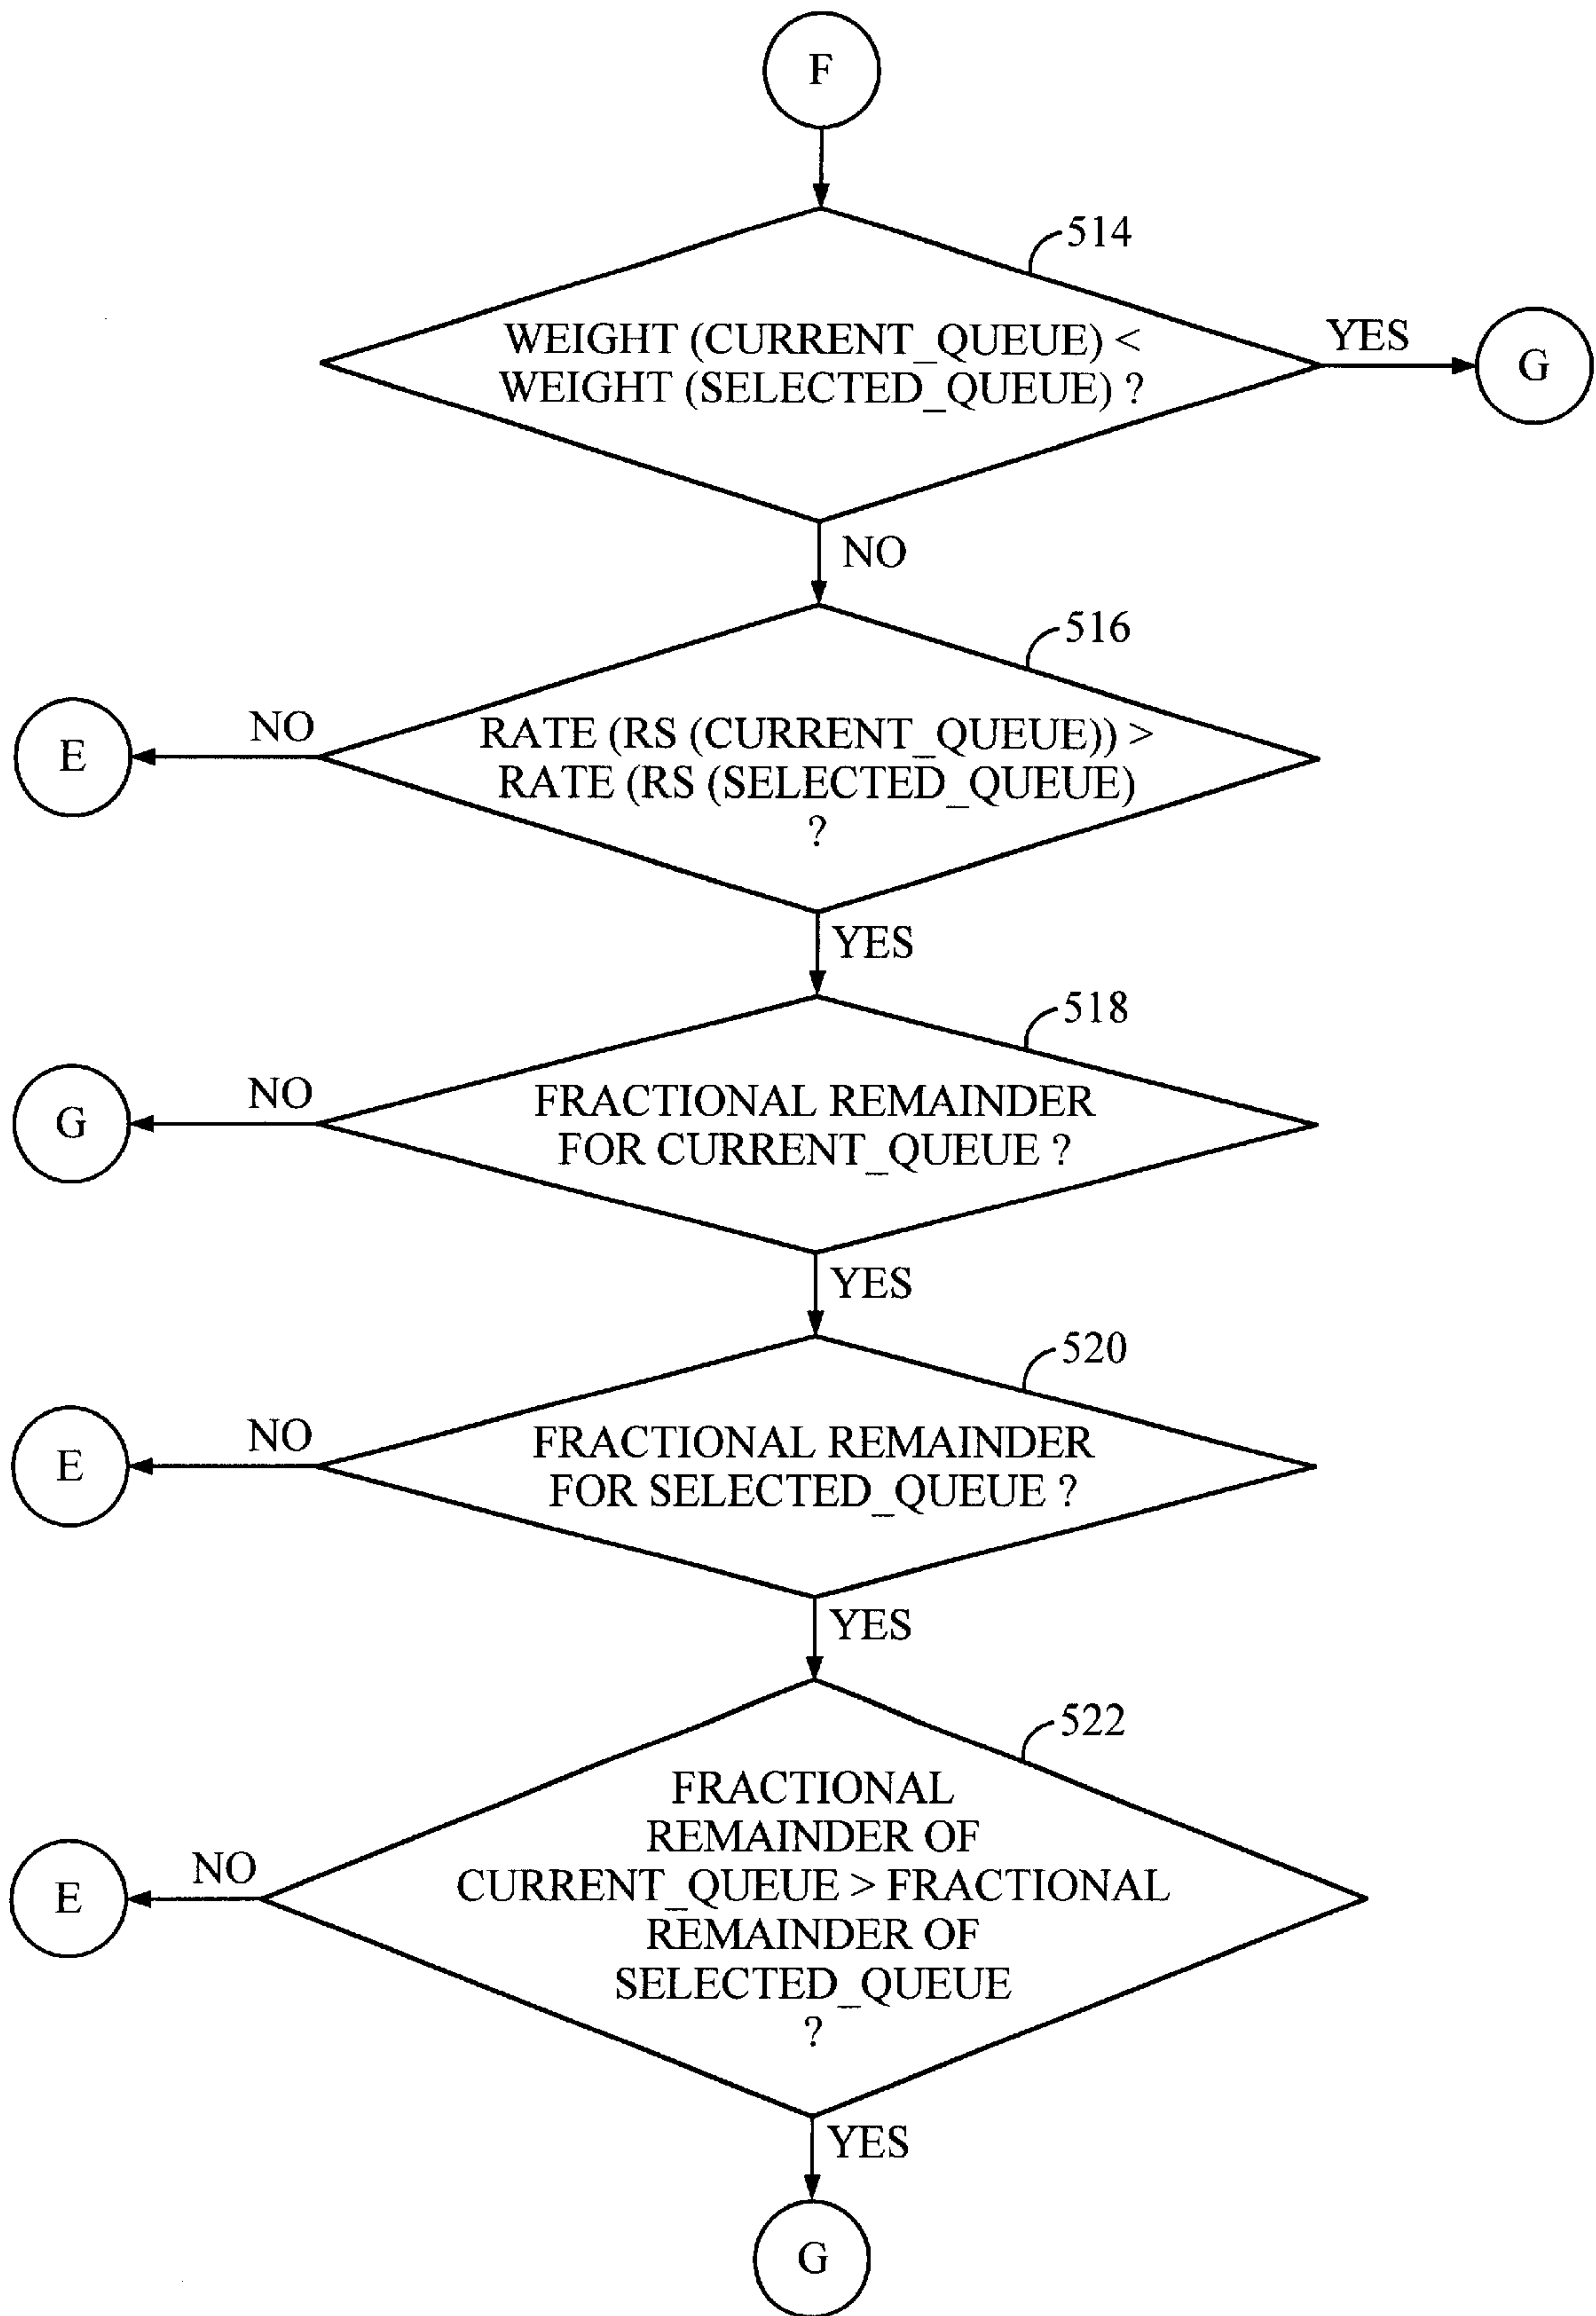 F
514
WEIGHT (CURRENT_QUEUE) <
WEIGHT (SELECTED_QUEUE) ?
YES
G
NO
516
RATE (RS (CURRENT_QUEUE)) >
RATE (RS (SELECTED_QUEUE)
?
NO
E
YES
518
FRACTIONAL REMAINDER
FOR CURRENT_QUEUE ?
NO
G
YES
520
FRACTIONAL REMAINDER
FOR SELECTED_QUEUE ?
NO
E
YES
522
FRACTIONAL
REMAINDER OF
CURRENT_QUEUE > FRACTIONAL
REMAINDER OF
SELECTED_QUEUE
?
NO
E
YES
G